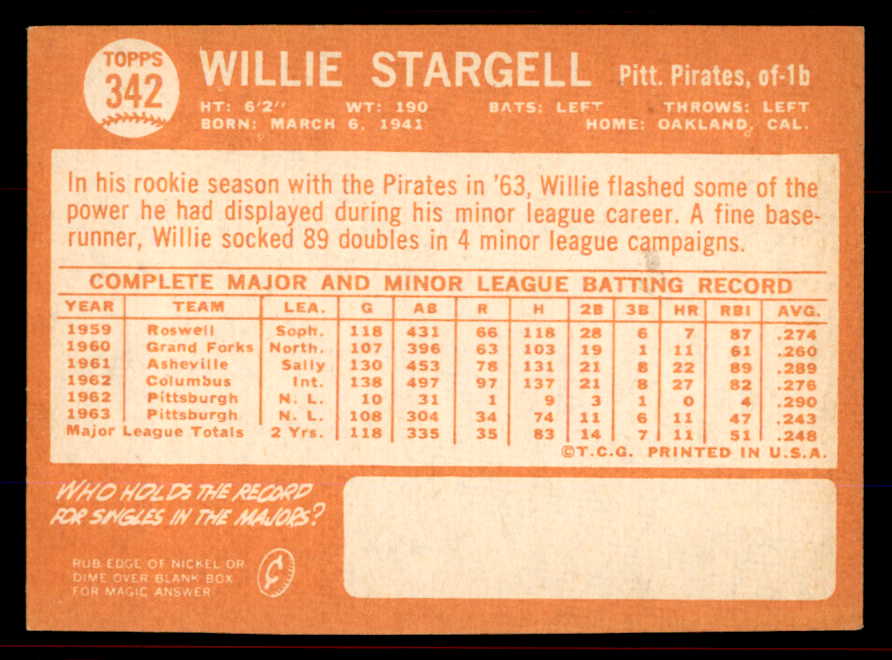 TOPPS
342
WILLIE STARGELL Pitt. Pirates, of-1b
HT: 6'2" WT: 190 BATS: LEFT THROWS: LEFT
BORN: MARCH 6, 1941 HOME: OAKLAND, CAL.
In his rookie season with the Pirates in '63, Willie flashed some of the
power he had displayed during his minor league career. A fine base-
runner, Willie socked 89 doubles in 4 minor league campaigns.
COMPLETE MAJOR AND MINOR LEAGUE BATTING RECORD
YEAR TEAM LEA. G AB R H 2B 3B HR RBI AVG.
1959 Roswell Soph. 118 431 66 118 28 6 7 87 .274
1960 Grand Forks North. 107 396 63 103 19 1 11 61 .260
1961 Asheville Sally 130 453 78 131 21 8 22 89 .289
1962 Columbus Int. 138 497 97 137 21 8 27 82 .276
1962 Pittsburgh N. L. 10 31 1 9 3 1 0 4 .290
1963 Pittsburgh N. L. 108 304 34 74 11 6 11 47 .243
Major League Totals 2 Yrs. 118 335 35 83 14 7 11 51 .248
©T.C.G. PRINTED IN U.S.A.
WHO HOLDS THE RECORD
FOR SINGLES IN THE MAJORS?
RUB EDGE OF NICKEL OR
DIME OVER BLANK BOX
FOR MAGIC ANSWER
¢